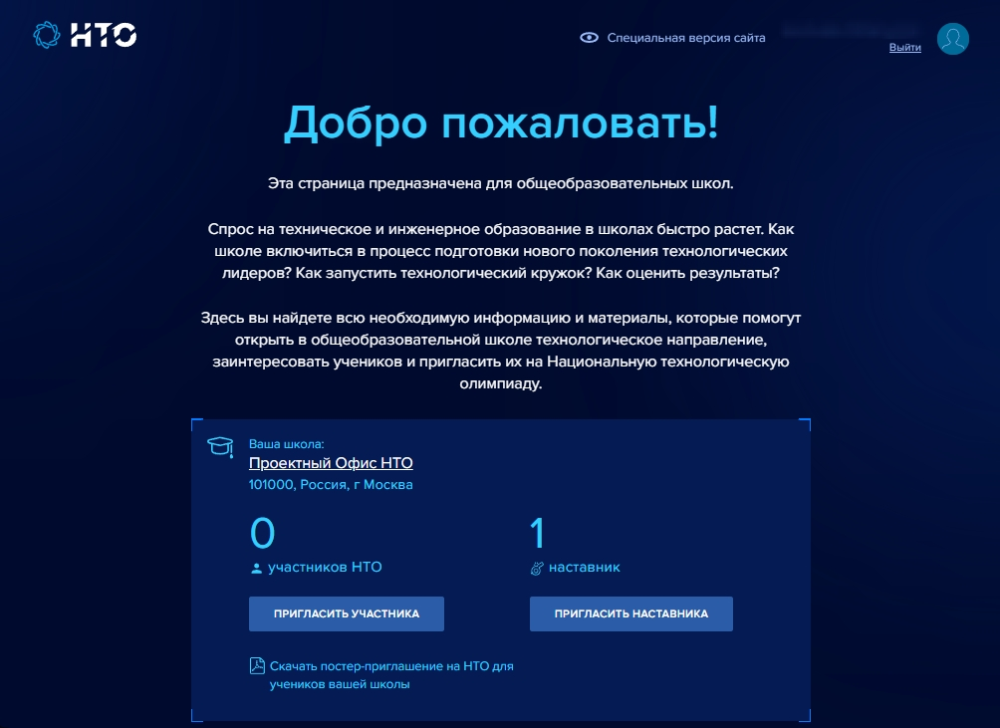 НТО
Специальная версия сайта
Выйти
Добро пожаловать!
Эта страница предназначена для общеобразовательных школ.
Спрос на техническое и инженерное образование в школах быстро растет. Как
школе включиться в процесс подготовки нового поколения технологических
лидеров? Как запустить технологический кружок? Как оценить результаты?
Здесь вы найдете всю необходимую информацию и материалы, которые помогут
открыть в общеобразовательной школе технологическое направление,
заинтересовать учеников и пригласить их на Национальную технологическую
олимпиаду.
Ваша школа:
Проектный Офис НТО
101000, Россия, г Москва
0
участников НТО
ПРИГЛАСИТЬ УЧАСТНИКА
1
наставник
ПРИГЛАСИТЬ НАСТАВНИКА
Скачать постер-приглашение на НТО для
учеников вашей школы